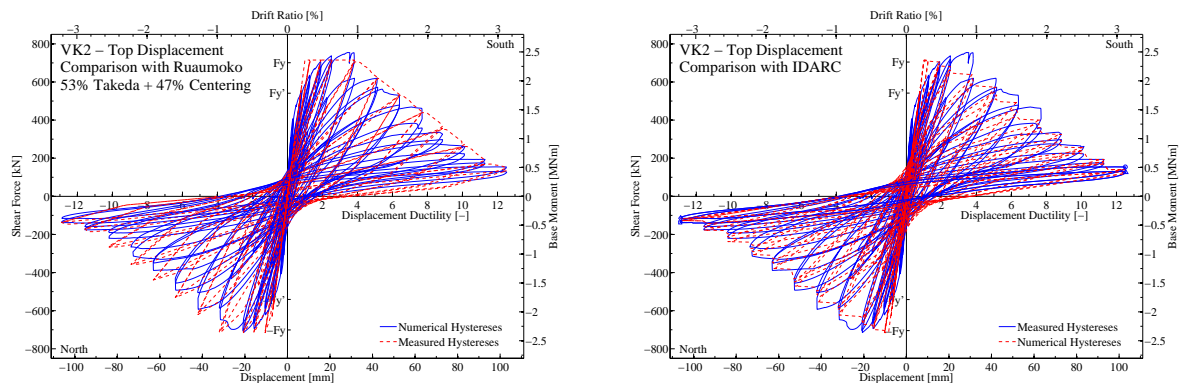 Drift Ratio [%]
−3 −2 −1 0 1 2 3
800
600
400
200
0
−200
−400
−600
−800
Shear Force [kN]
VK2 − Top Displacement
Comparison with Ruaumoko
53% Takeda + 47% Centering
South
Fy
Fy'
−12 −10 −8 −6 −4
2 4 6 8 10 12
Displacement Ductility [−]
−Fy
North
Numerical Hystereses
Measured Hystereses
2.5
2
1.5
1
0.5
0
−0.5
−1
−1.5
−2
−2.5
Base Moment [MNm]
−100 −80 −60 −40 −20 0 20 40 60 80 100
Displacement [mm]
Drift Ratio [%]
−3 −2 −1 0 1 2 3
800
600
400
200
0
−200
−400
−600
−800
Shear Force [kN]
VK2 − Top Displacement
Comparison with IDARC
South
Fy
Fy'
−12 −10 −8 −6 −4
2 4 6 8 10 12
Displacement Ductility [−]
−Fy
North
Measured Hystereses
Numerical Hystereses
2.5
2
1.5
1
0.5
0
−0.5
−1
−1.5
−2
−2.5
Base Moment [MNm]
−100 −80 −60 −40 −20 0 20 40 60 80 100
Displacement [mm]